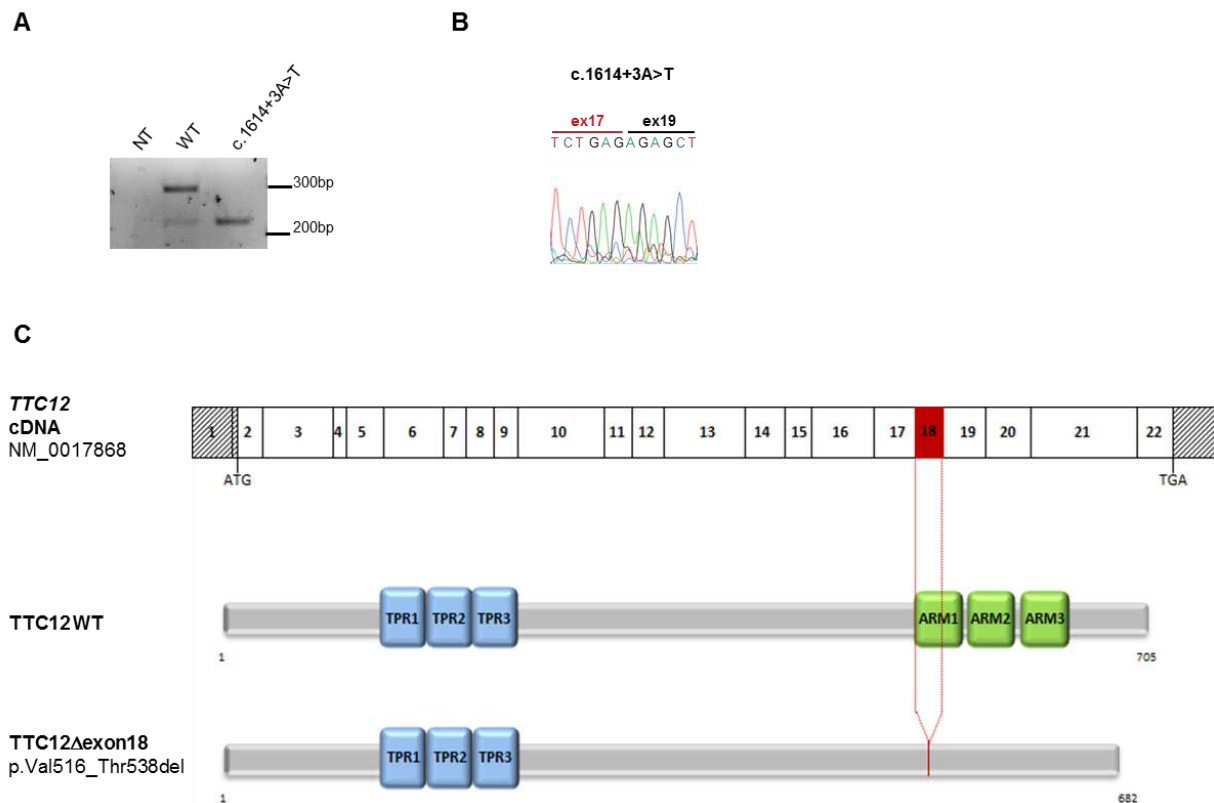 A
B
NT
WT
c.1614+3A>T
300bp
200bp
c.1614+3A>T
ex17
ex19
TCTGAGAGAGCT
C
TTC12
cDNA
NM_0017868
1 2 3 4 5 6 7 8 9 10 11 12 13 14 15 16 17 18 19 20 21 22
ATG
TGA
TTC12WT
TPR1 TPR2 TPR3
ARM1 ARM2 ARM3
1
705
TTC12Δexon18
p.Val516_Thr538del
TPR1 TPR2 TPR3
1
682